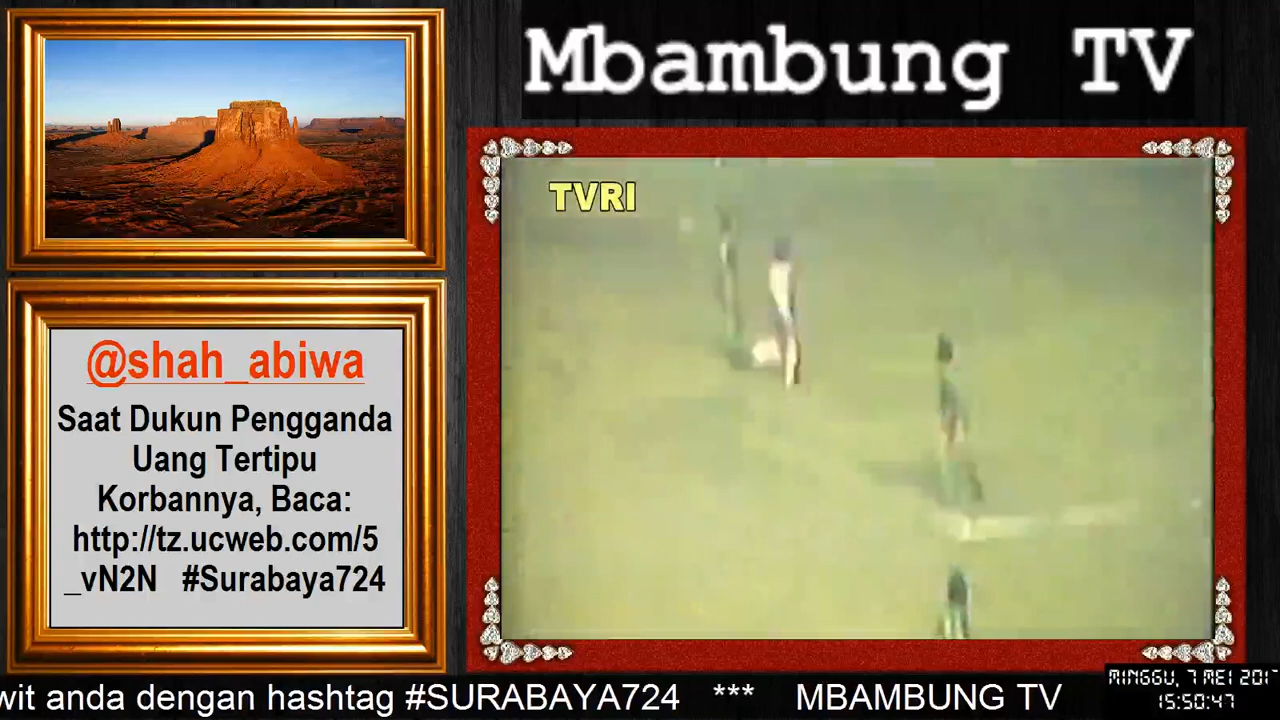 Mbambung TV
TVRI
@shah_abiwa
Saat Dukun Pengganda
Uang Tertipu
Korbannya, Baca:
http://tz.ucweb.com/5
_vN2N #Surabaya724
wit anda dengan hashtag #SURABAYA724 *** MBAMBUNG TV
MINGGU, 7 MEI 201
15:50:47